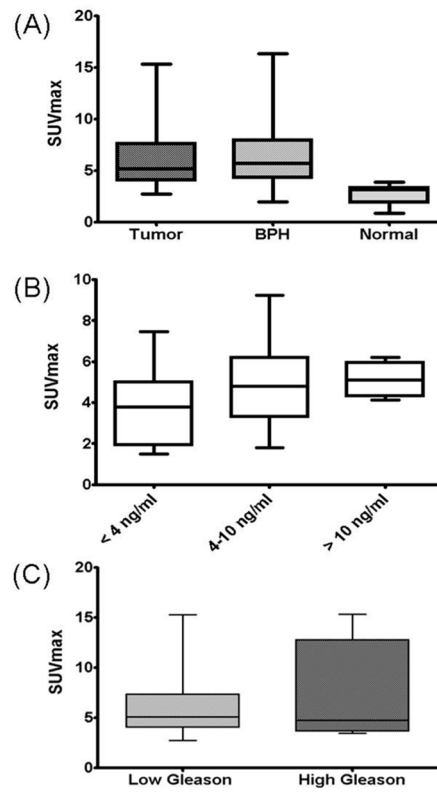 (A)
20
15
10
5
0
SUVmax
Tumor BPH Normal
(B)
10
8
6
4
2
0
SUVmax
< 4 ng/ml 4-10 ng/ml > 10 ng/ml
(C)
20
15
10
5
0
SUVmax
Low Gleason High Gleason